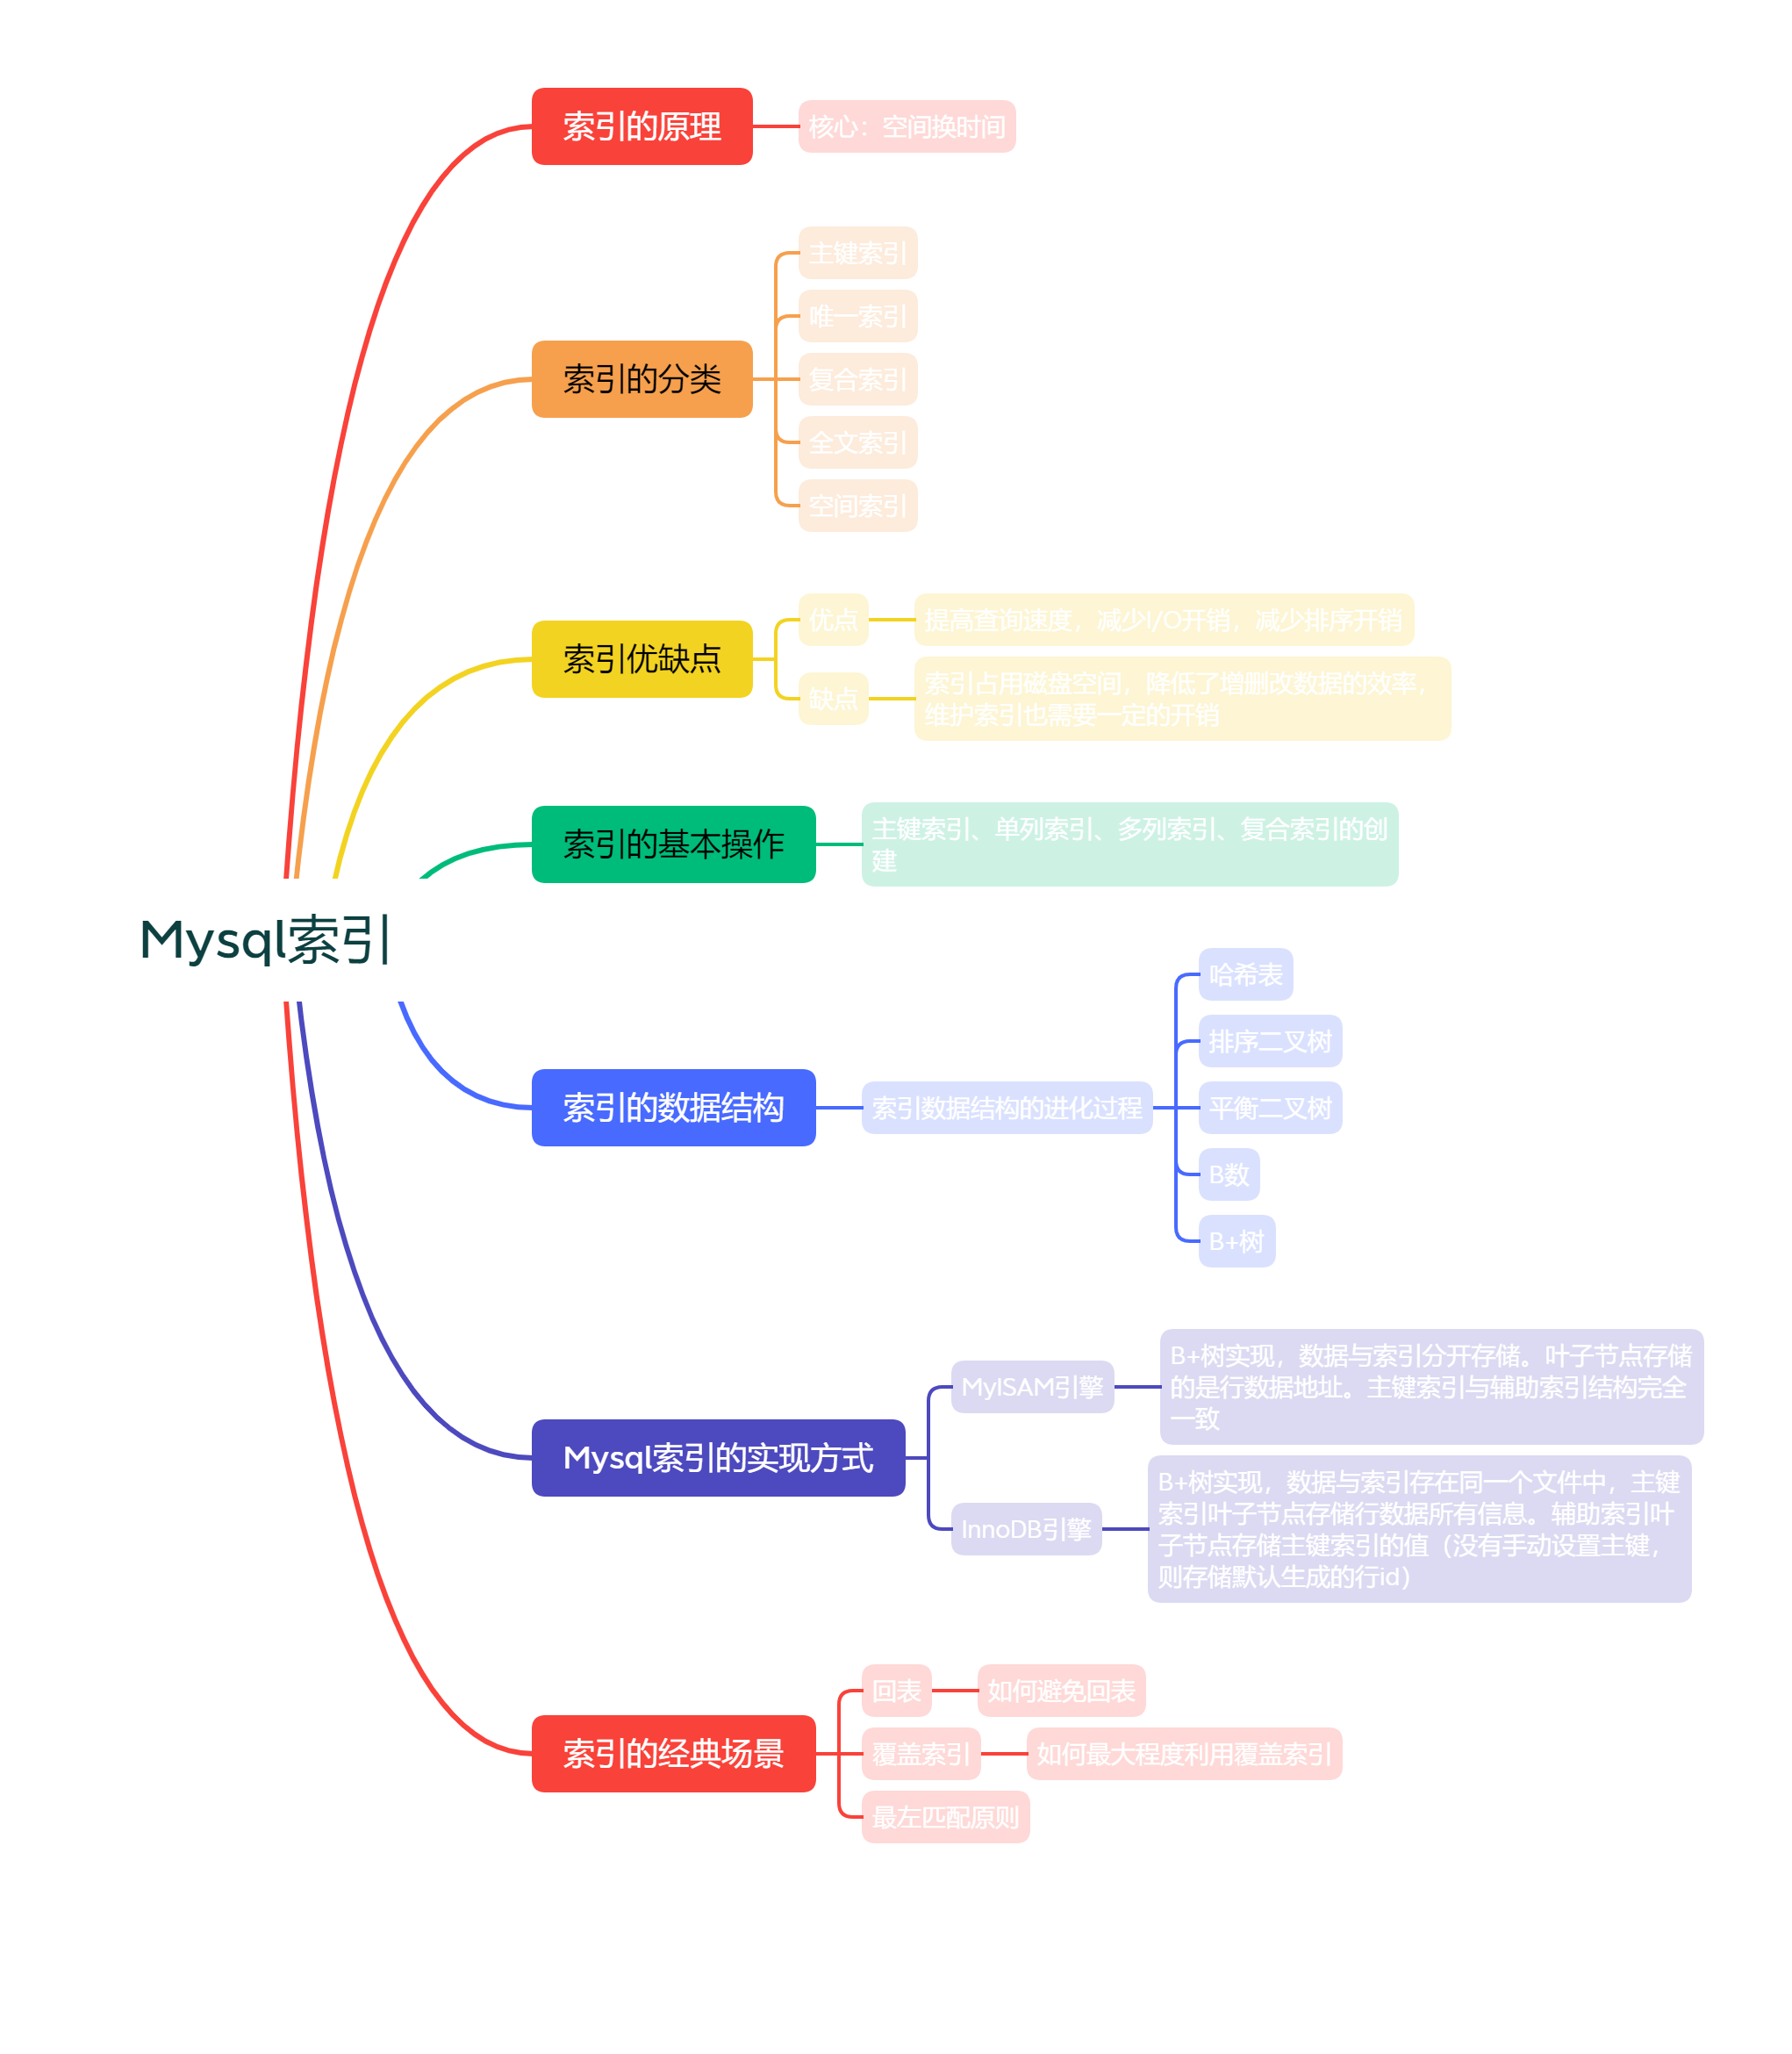 索引的原理
核心：空间换时间
索引的分类
主键索引
唯一索引
复合索引
全文索引
空间索引
索引优缺点
优点
提高查询速度，减少I/O开销，减少排序开销
缺点
索引占用磁盘空间，降低了增删改数据的效率，
维护索引也需要一定的开销
索引的基本操作
主键索引、单列索引、多列索引、复合索引的创
建
Mysql索引
索引的数据结构
索引数据结构的进化过程
哈希表
排序二叉树
平衡二叉树
B数
B+树
Mysql索引的实现方式
MyISAM引擎
B+树实现，数据与索引分开存储。叶子节点存储
的是行数据地址。主键索引与辅助索引结构完全
一致
InnoDB引擎
B+树实现，数据与索引存在同一个文件中，主键
索引叶子节点存储行数据所有信息。辅助索引叶
子节点存储主键索引的值（没有手动设置主键，
则存储默认生成的行id）
索引的经典场景
回表
如何避免回表
覆盖索引
如何最大程度利用覆盖索引
最左匹配原则